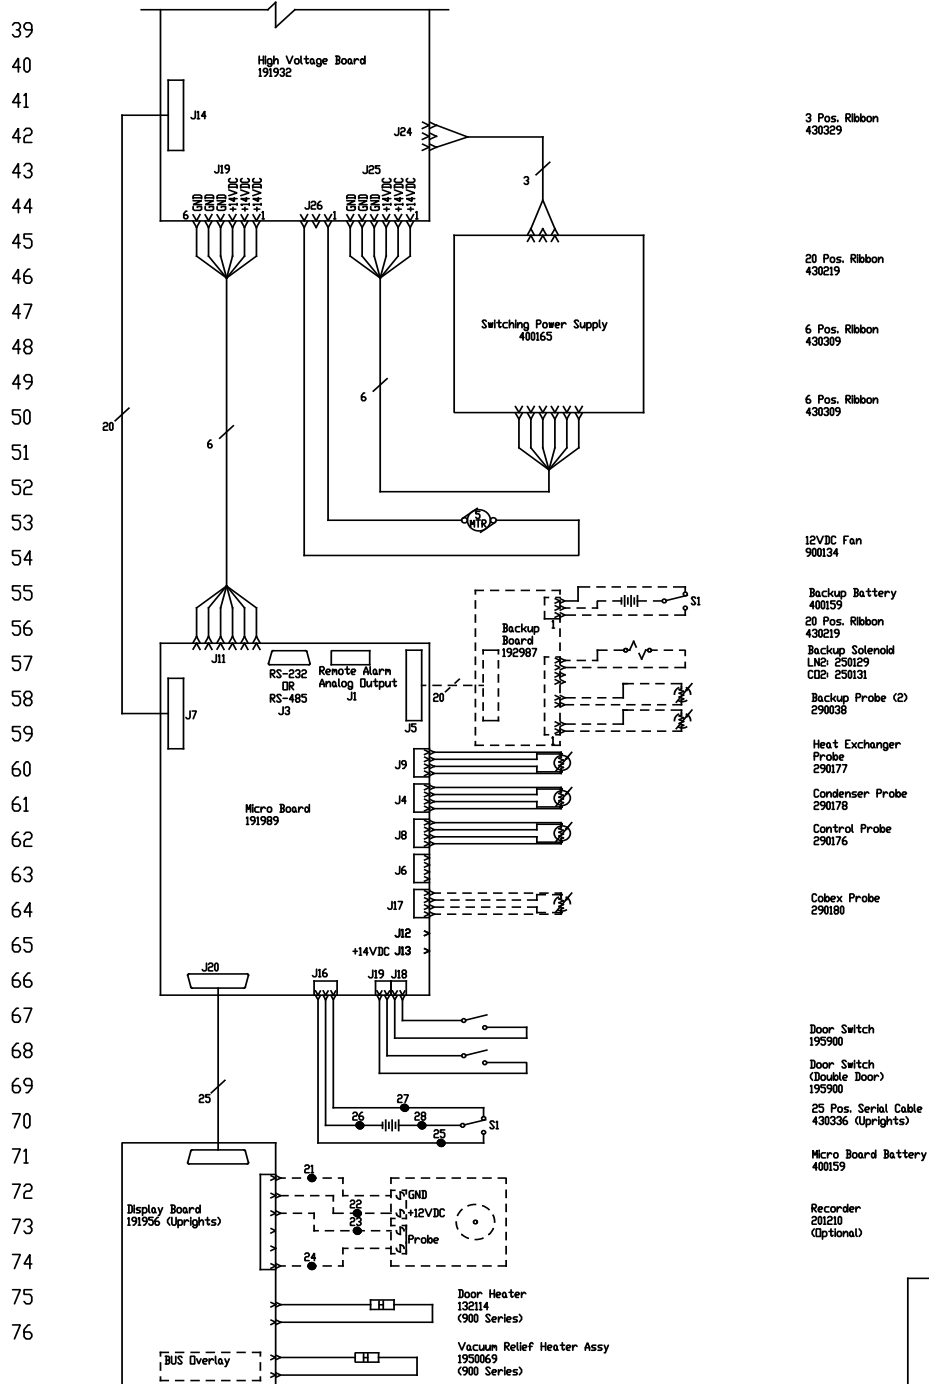 39
40
High Voltage Board
191932
41
J14
3 Pos. Ribbon
430329
42
J24
43
J19
J25
3
44
GND
GND
GND
+14VDC
+14VDC
+14VDC
J26
GND
GND
GND
+14VDC
+14VDC
+14VDC
6
1
1
1
45
20 Pos. Ribbon
430219
46
47
6 Pos. Ribbon
430309
Switching Power Supply
400165
48
49
6
6 Pos. Ribbon
430309
50
20
6
51
52
53
5
MTR
12VDC Fan
900134
54
55
Backup Battery
400159
S1
56
1
Backup
Board
192987
20 Pos. Ribbon
430219
57
J11
Backup Solenoid
LN2: 250129
CO2: 250131
RS-232
OR
RS-485
J3
Remote Alarm
Analog Output
J1
58
20
Backup Probe (2)
290038
J7
J5
59
1
Heat Exchanger
Probe
290177
60
J9
61
J4
Condenser Probe
290178
Micro Board
191989
62
J8
Control Probe
290176
63
J6
64
J17
Cobex Probe
290180
J12
65
+14VDC J13
66
J20
J16
J19
J18
67
Door Switch
195900
68
Door Switch
(Double Door)
195900
69
25
27
25 Pos. Serial Cable
430336 (Uprights)
70
26
28
S1
25
71
Micro Board Battery
400159
21
72
GND
Display Board
191956 (Uprights)
22
+12VDC
Recorder
201210
(Optional)
73
23
Probe
74
24
75
Door Heater
132114
(900 Series)
76
Vacuum Relief Heater Assy
1950069
(900 Series)
BUS Overlay